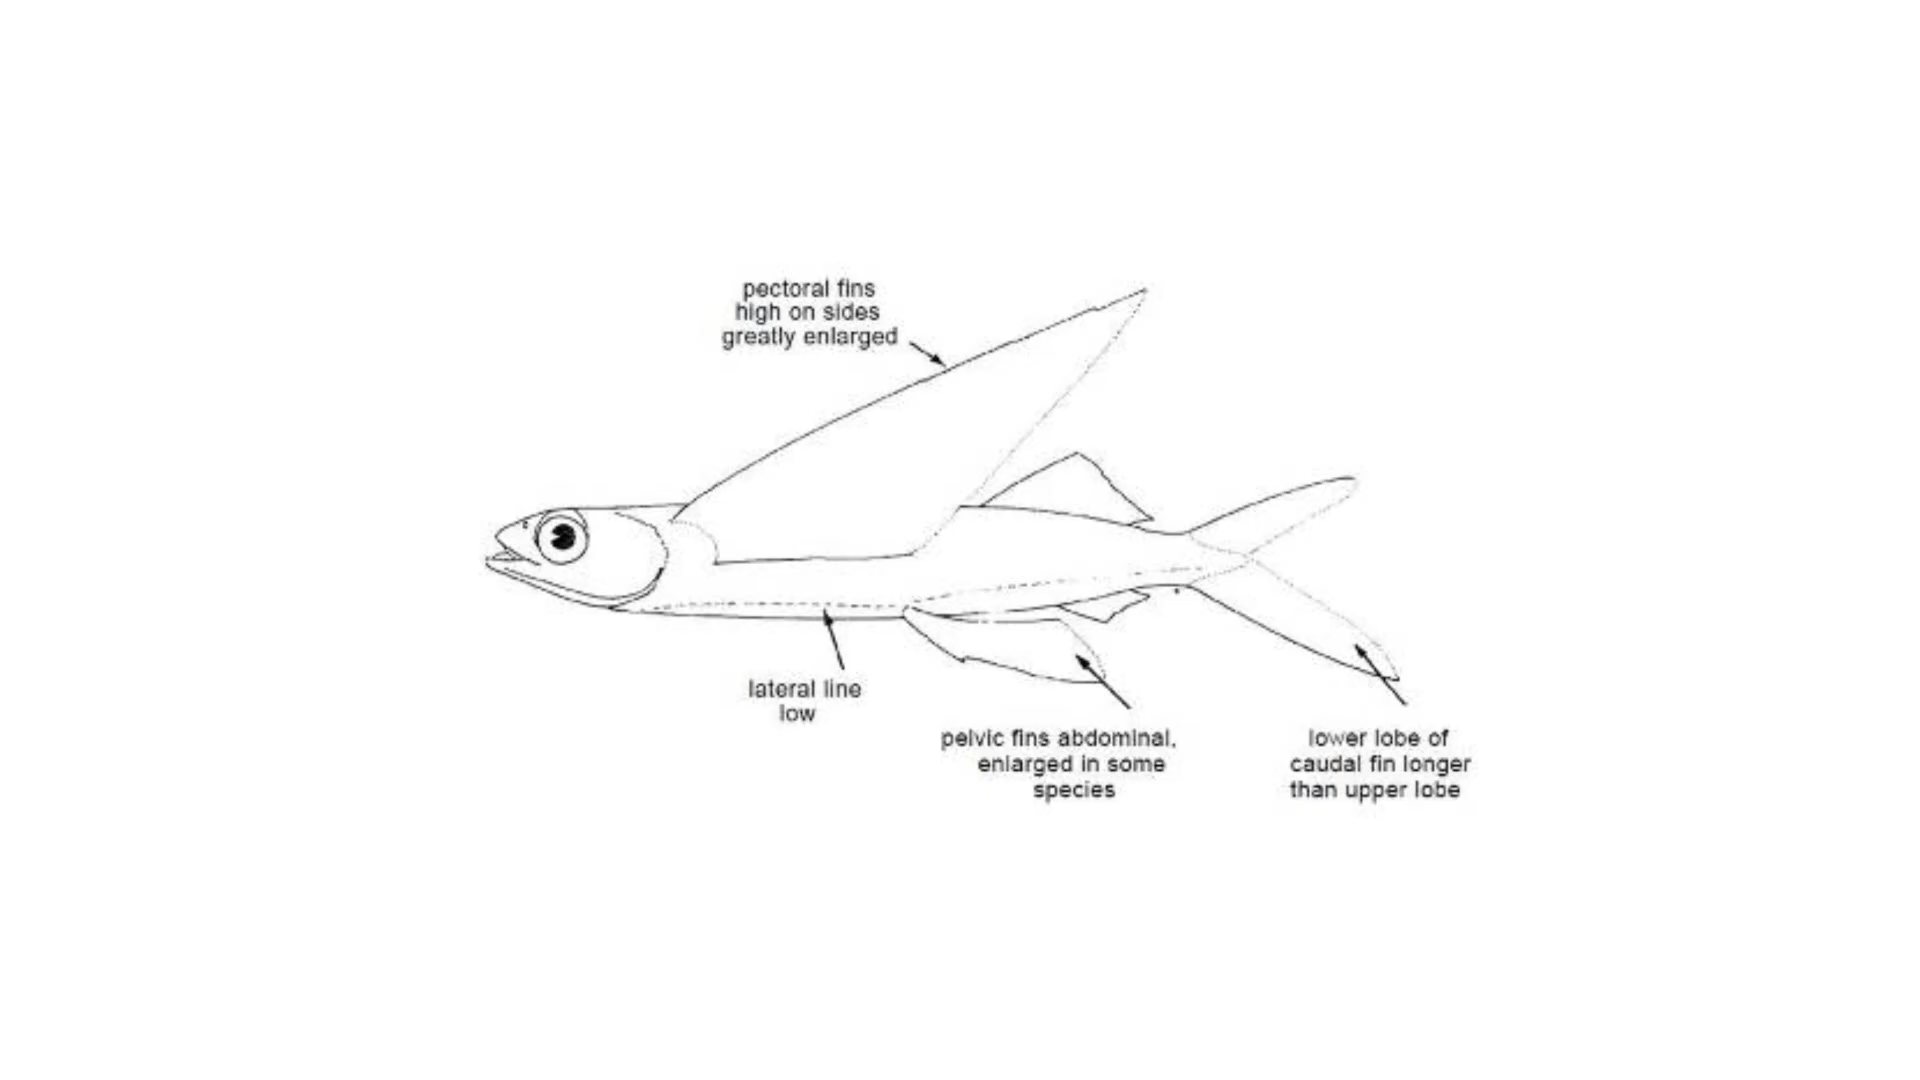 pectoral fins
high on sides
greatly enlarged
lateral line
low
pelvic fins abdominal,
enlarged in some
species
lower lobe of
caudal fin longer
than upper lobe